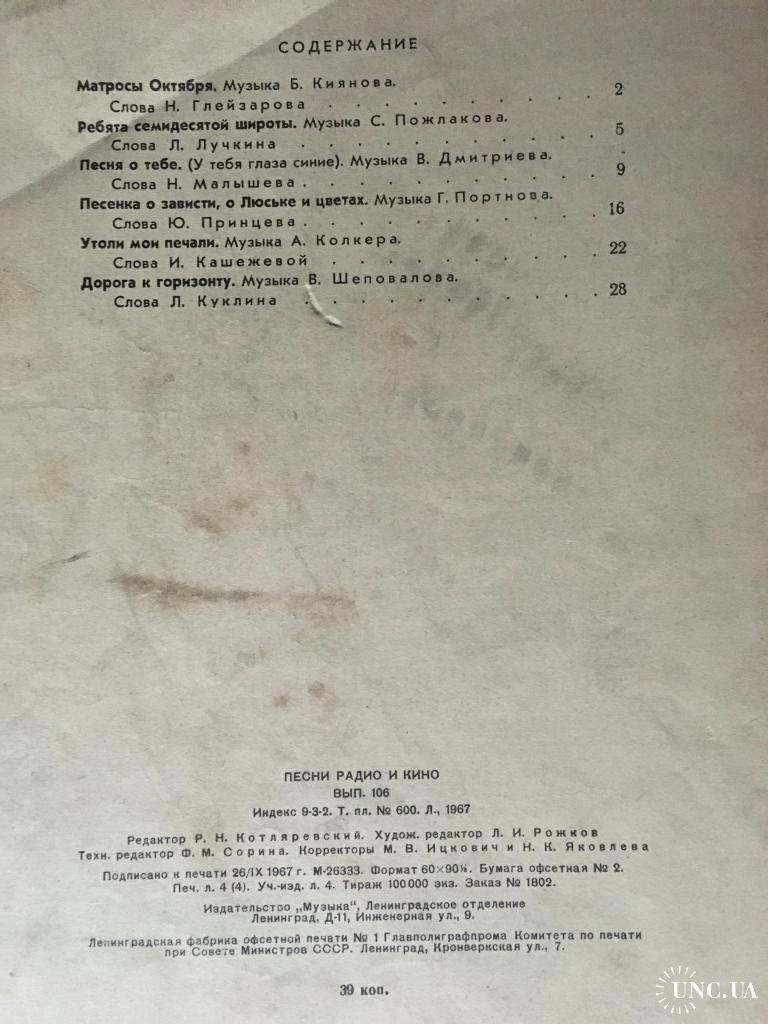 СОДЕРЖАНИЕ
Матросы Октября. Музыка Б. Киянова.
Слова Н. Глейзарова . . . . . . . . . . 2
Ребята семидесятой широты. Музыка С. Пожлакова.
Слова Л. Лучкина . . . . . . . . . . . 5
Песня о тебе. (У тебя глаза синие). Музыка В. Дмитриева.
Слова Н. Малышева . . . . . . . . . . . 9
Песенка о зависти, о Люське и цветах. Музыка Г. Портнова.
Слова Ю. Принцева . . . . . . . . . . . 16
Утоли мои печали. Музыка А. Колкера.
Слова И. Кашежевой . . . . . . . . . . 22
Дорога к горизонту. Музыка В. Шеповалова.
Слова Л. Куклина . . . . . . . . . . . 28
ПЕСНИ РАДИО И КИНО
ВЫП. 106
Индекс 9-3-2. Т. пл. № 600. Л., 1967
Редактор Р. Н. Котляревский. Худож. редактор Л. И. Рожков
Техн. редактор Ф. М. Сорина. Корректоры М. В. Ицкович и Н. К. Яковлева
Подписано к печати 26/IX 1967 г. М-26333. Формат 60×90⅛. Бумага офсетная № 2.
Печ. л. 4 (4). Уч.-изд. л. 4. Тираж 100 000 экз. Заказ № 1802.
Издательство „Музыка“, Ленинградское отделение
Ленинград, Д-11, Инженерная ул., 9.
Ленинградская фабрика офсетной печати № 1 Главполиграфпрома Комитета по печати
при Совете Министров СССР. Ленинград, Кронверкская ул., 7.
39 коп.
UNC.UA